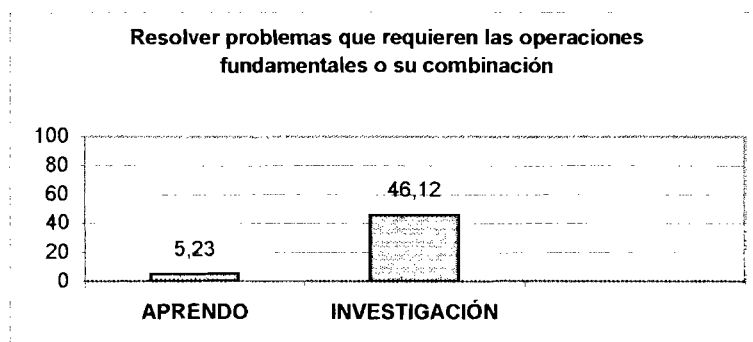 Resolver problemas que requieren las operaciones
fundamentales o su combinación
100
80
60
40
20
0
5,23
46,12
APRENDO
INVESTIGACIÓN